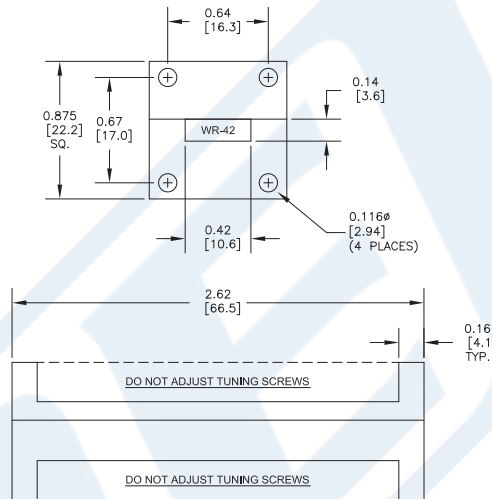 0.64
[16.3]
0.875
[22.2]
SQ.
0.67
[17.0]
0.14
[3.6]
WR-42
0.42
[10.6]
0.116ø
[2.94]
(4 PLACES)
2.62
[66.5]
0.16
[4.1
TYP.
DO NOT ADJUST TUNING SCREWS
DO NOT ADJUST TUNING SCREWS